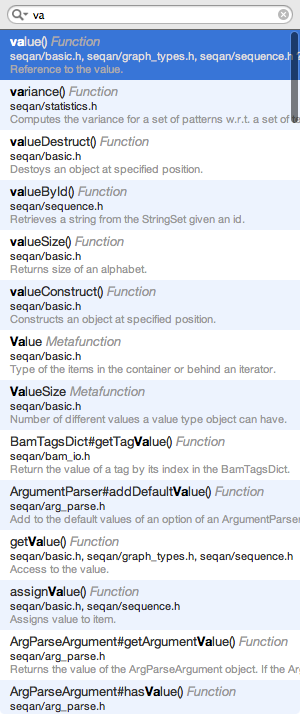 va
value() Function
seqan/basic.h, seqan/graph_types.h, seqan/sequence.h
Reference to the value.
variance() Function
seqan/statistics.h
Computes the variance for a set of patterns w.r.t. a set of
valueDestruct() Function
seqan/basic.h
Destoys an object at specified position.
valueById() Function
seqan/sequence.h
Retrieves a string from the StringSet given an id.
valueSize() Function
seqan/basic.h
Returns size of an alphabet.
valueConstruct() Function
seqan/basic.h
Constructs an object at specified position.
Value Metafunction
seqan/basic.h
Type of the items in the container or behind an iterator.
ValueSize Metafunction
seqan/basic.h
Number of different values a value type object can have.
BamTagsDict#getTagValue() Function
seqan/bam_io.h
Return the value of a tag by its index in the BamTagsDict.
ArgumentParser#addDefaultValue() Function
seqan/arg_parse.h
Add to the default values of an option of an ArgumentParser
getValue() Function
seqan/basic.h, seqan/graph_types.h, seqan/sequence.h
Access to the value.
assignValue() Function
seqan/basic.h, seqan/sequence.h
Assigns value to item.
ArgParseArgument#getArgumentValue() Function
seqan/arg_parse.h
Returns the value of the ArgParseArgument object. If the
ArgParseArgument#hasValue() Function
seqan/arg_parse.h